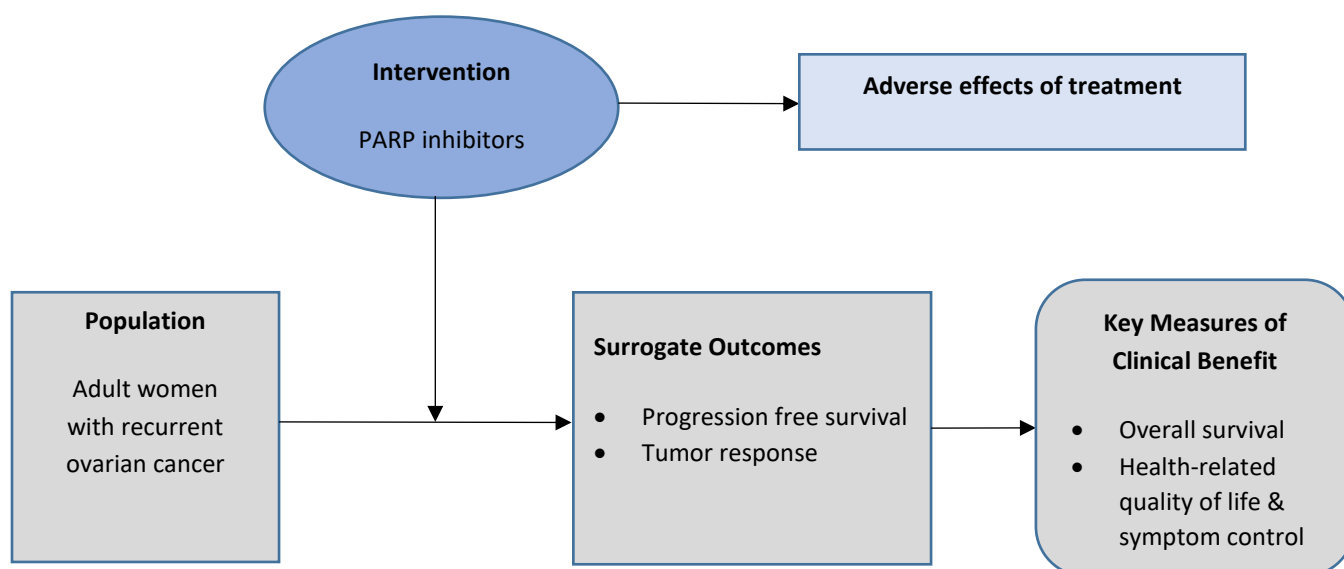 Intervention
PARP inhibitors
Adverse effects of treatment
Population
Adult women
with recurrent
ovarian cancer
Surrogate Outcomes
• Progression free survival
• Tumor response
Key Measures of
Clinical Benefit
• Overall survival
• Health-related
quality of life &
symptom control